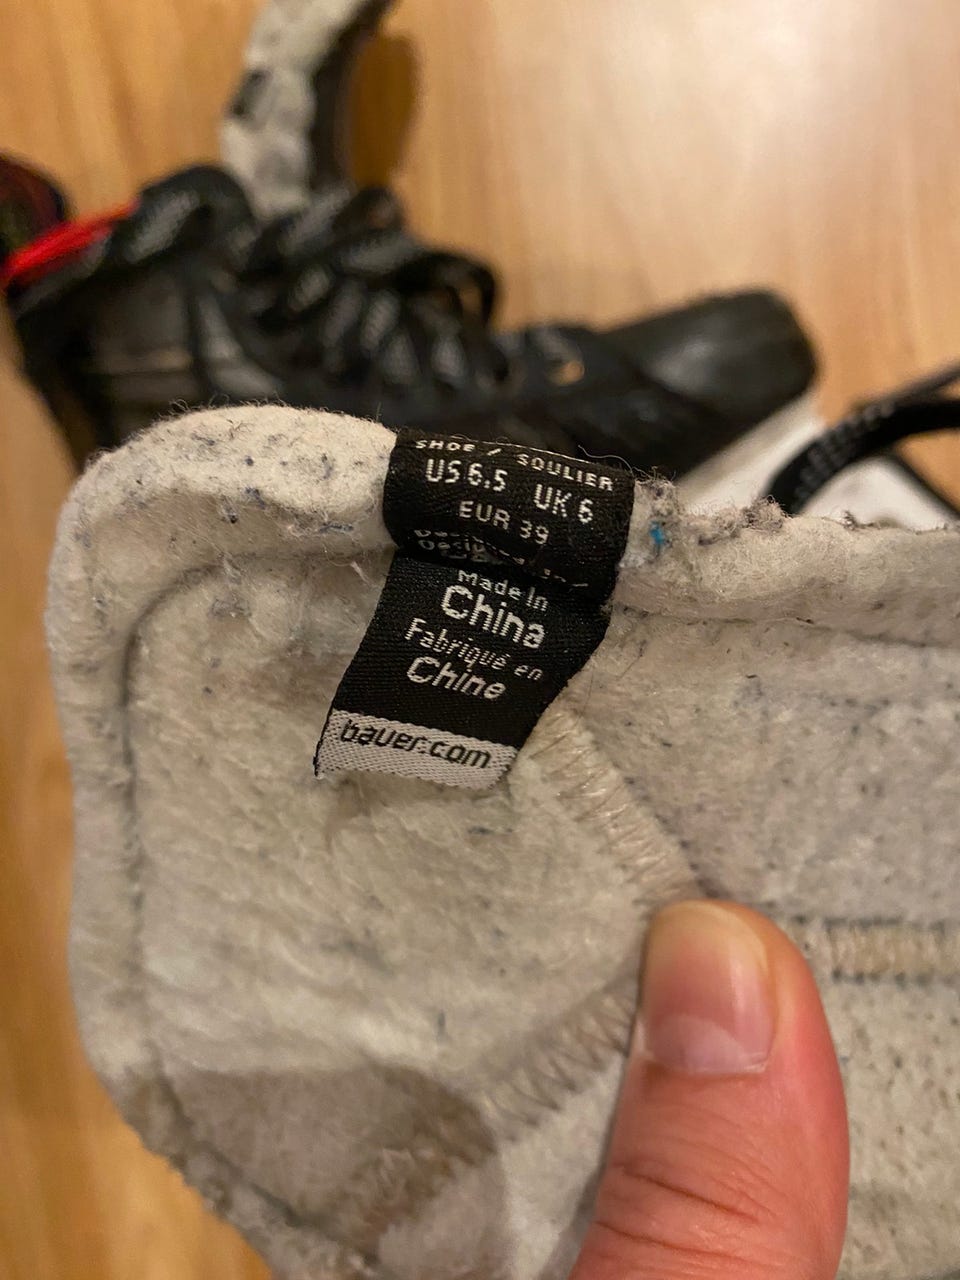 SHOE / SOULIER
US 6.5 UK 6
EUR 39
Made In
China
Fabriqué en
Chine
bauer.com